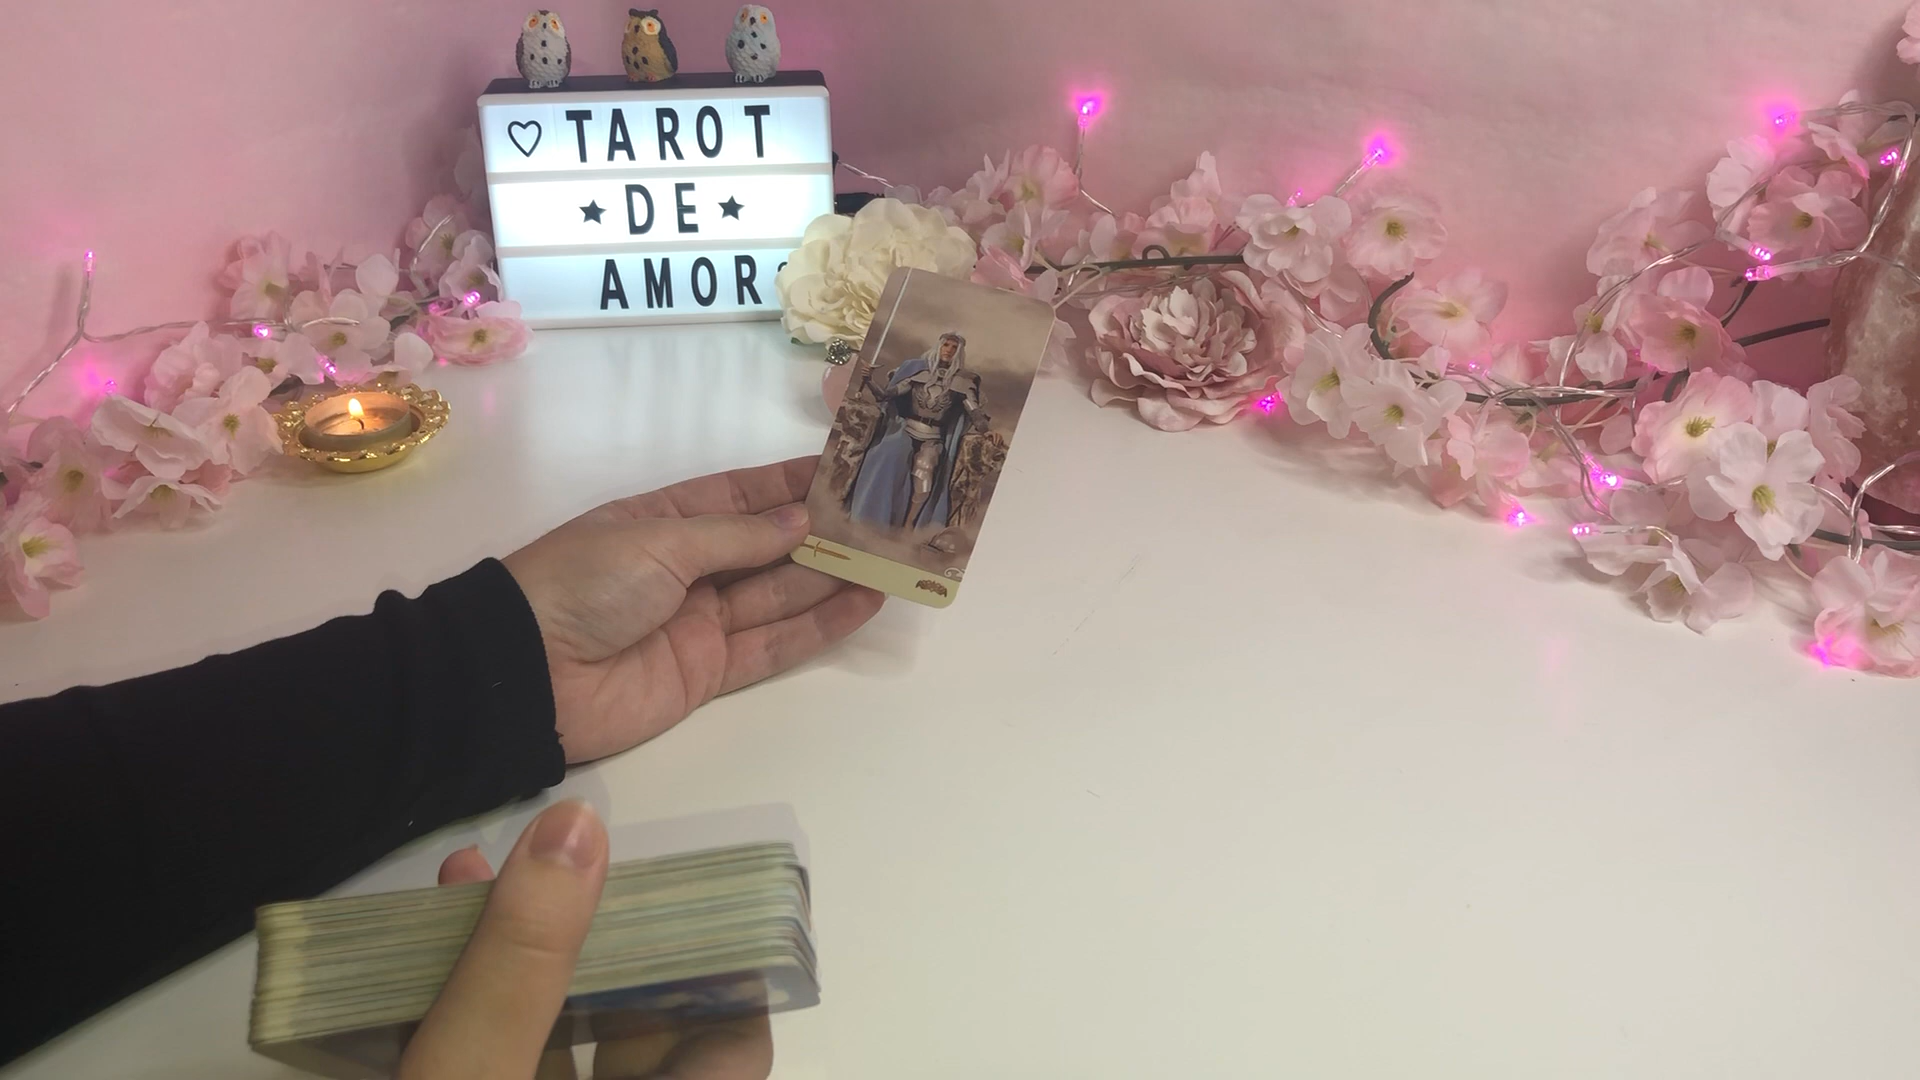 ♡ TAROT
★ DE ★
AMOR